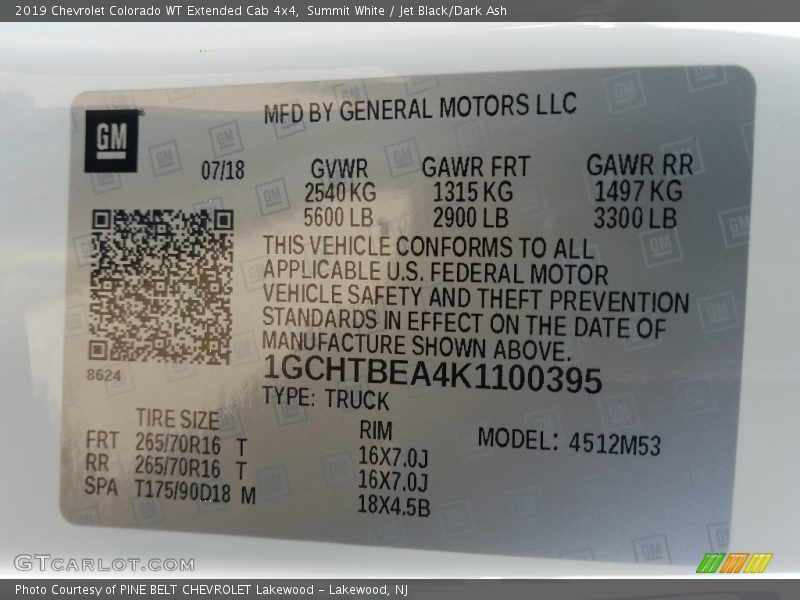 2019 Chevrolet Colorado WT Extended Cab 4x4, Summit White / Jet Black/Dark Ash
MFD BY GENERAL MOTORS LLC
GM
07/18
GVWR GAWR FRT GAWR RR
2540 KG 1315 KG 1497 KG
5600 LB 2900 LB 3300 LB
THIS VEHICLE CONFORMS TO ALL
APPLICABLE U.S. FEDERAL MOTOR
VEHICLE SAFETY AND THEFT PREVENTION
STANDARDS IN EFFECT ON THE DATE OF
MANUFACTURE SHOWN ABOVE.
8624
1GCHTBEA4K1100395
TYPE: TRUCK
TIRE SIZE RIM MODEL: 4512M53
FRT 265/70R16 T 16X7.0J
RR 265/70R16 T 16X7.0J
SPA T175/90D18 M 18X4.5B
GTCARLOT.COM
Photo Courtesy of PINE BELT CHEVROLET Lakewood - Lakewood, NJ